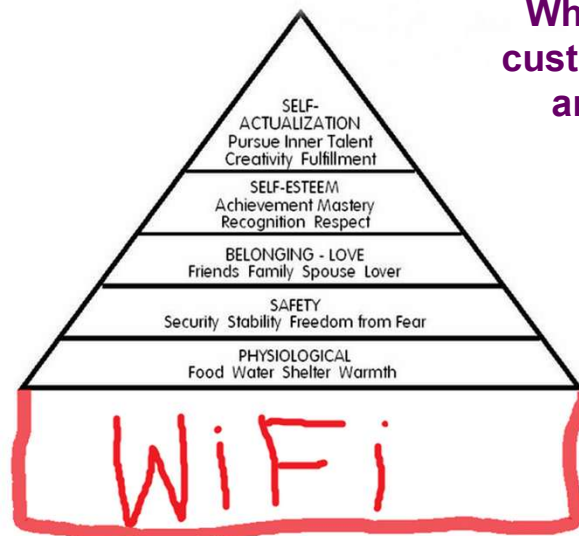 SELF-
ACTUALIZATION
Pursue Inner Talent
Creativity Fulfillment
SELF-ESTEEM
Achievement Mastery
Recognition Respect
BELONGING - LOVE
Friends Family Spouse Lover
SAFETY
Security Stability Freedom from Fear
PHYSIOLOGICAL
Food Water Shelter Warmth
WiFi